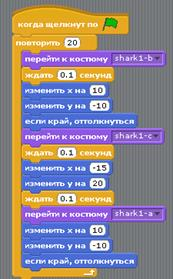 когда щелкнут по
повторить 20
перейти к костюму shark1-b
ждать 0.1 секунд
изменить х на 10
изменить у на -10
если край, оттолкнуться
перейти к костюму shark1-c
ждать 0.1 секунд
изменить х на -15
изменить у на 20
ждать 0.1 секунд
перейти к костюму shark1-a
изменить х на 10
изменить у на -10
если край, оттолкнуться